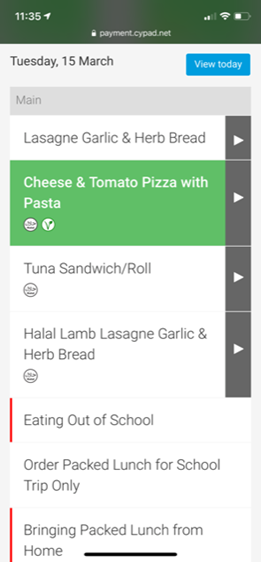 11:35
payment.cypad.net
Tuesday, 15 March
View today
Main
Lasagne Garlic & Herb Bread
Cheese & Tomato Pizza with
Pasta
Tuna Sandwich/Roll
Halal Lamb Lasagne Garlic &
Herb Bread
Eating Out of School
Order Packed Lunch for School
Trip Only
Bringing Packed Lunch from
Home